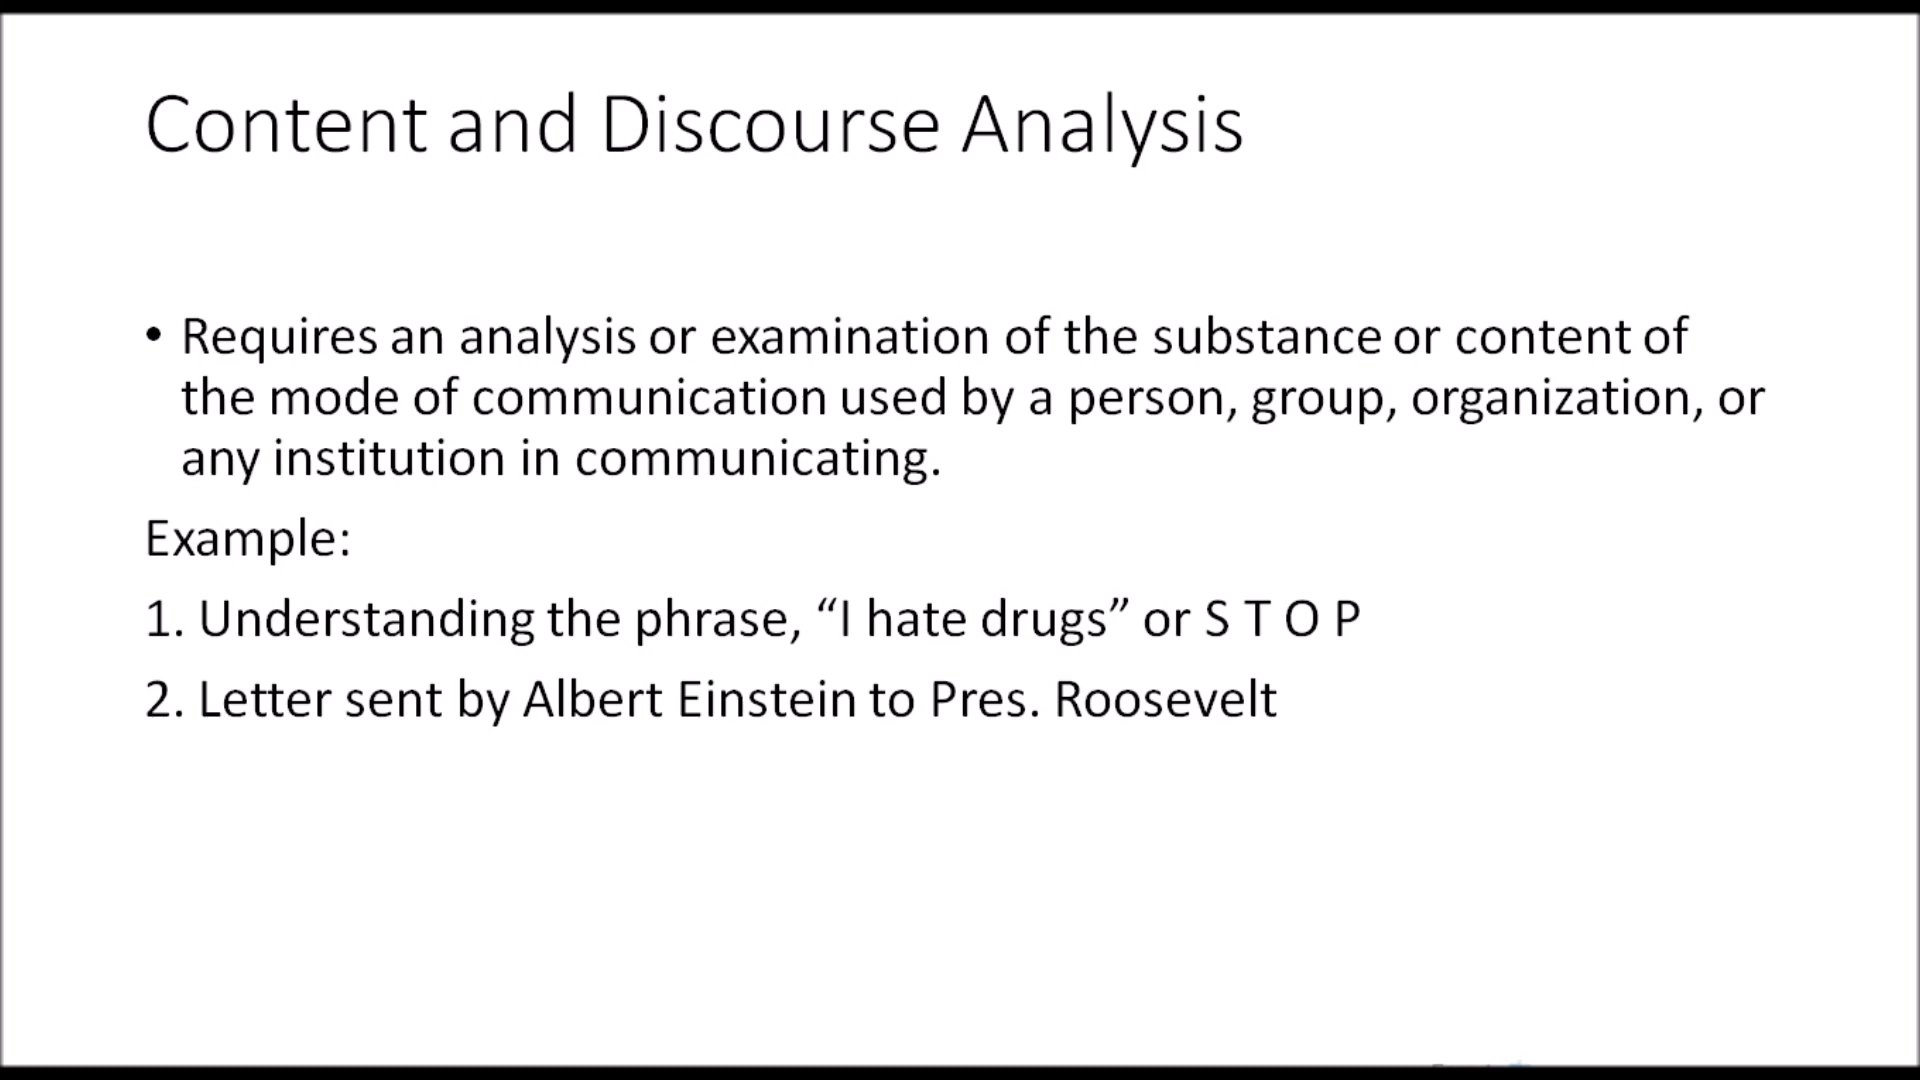 Content and Discourse Analysis
• Requires an analysis or examination of the substance or content of
the mode of communication used by a person, group, organization, or
any institution in communicating.
Example:
1. Understanding the phrase, “I hate drugs” or S T O P
2. Letter sent by Albert Einstein to Pres. Roosevelt